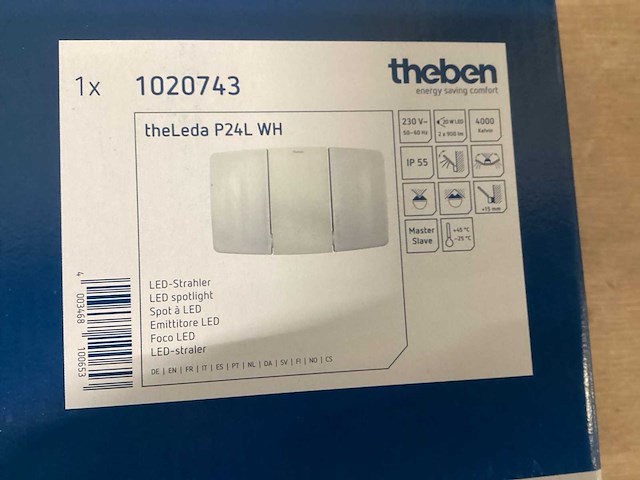 theben
energy saving comfort
1x 1020743
theLeda P24L WH
230 V~
50–60 Hz
20 W LED
2 x 900 lm
4000
Kelvin
IP 55
+75 mm
Master
Slave
+45 °C
–25 °C
LED-Strahler
LED spotlight
Spot à LED
Emittitore LED
Foco LED
LED-straler
DE | EN | FR | IT | ES | PT | NL | DA | SV | FI | NO | CS
4 003468 100653